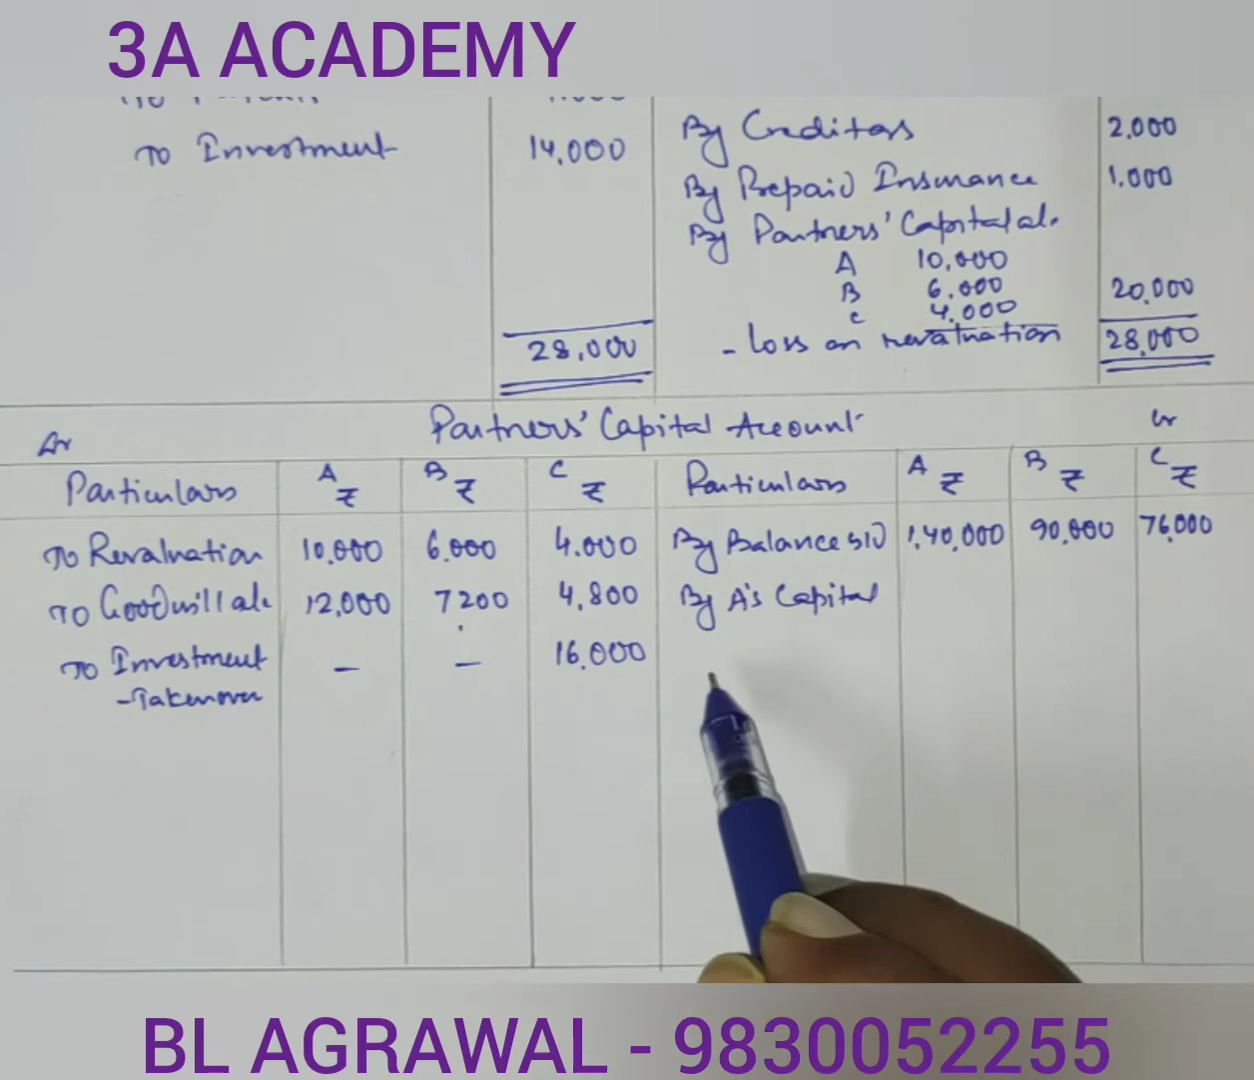 3A ACADEMY
To Investment 14,000 By Creditors 2,000
By Prepaid Insurance 1,000
By Partners' Capital a/c
A 10,000
B 6,000 20,000
C 4,000
28,000 - Loss on revaluation 28,000
Partners' Capital Account
Dr Cr
Particulars A ₹ B ₹ C ₹ Particulars A ₹ B ₹ C ₹
To Revaluation 10,000 6,000 4,000 By Balance b/d 1,40,000 90,000 76,000
To Goodwill a/c 12,000 7200 4,800 By A's Capital
To Investment — — 16,000
-Takenover
BL AGRAWAL - 9830052255